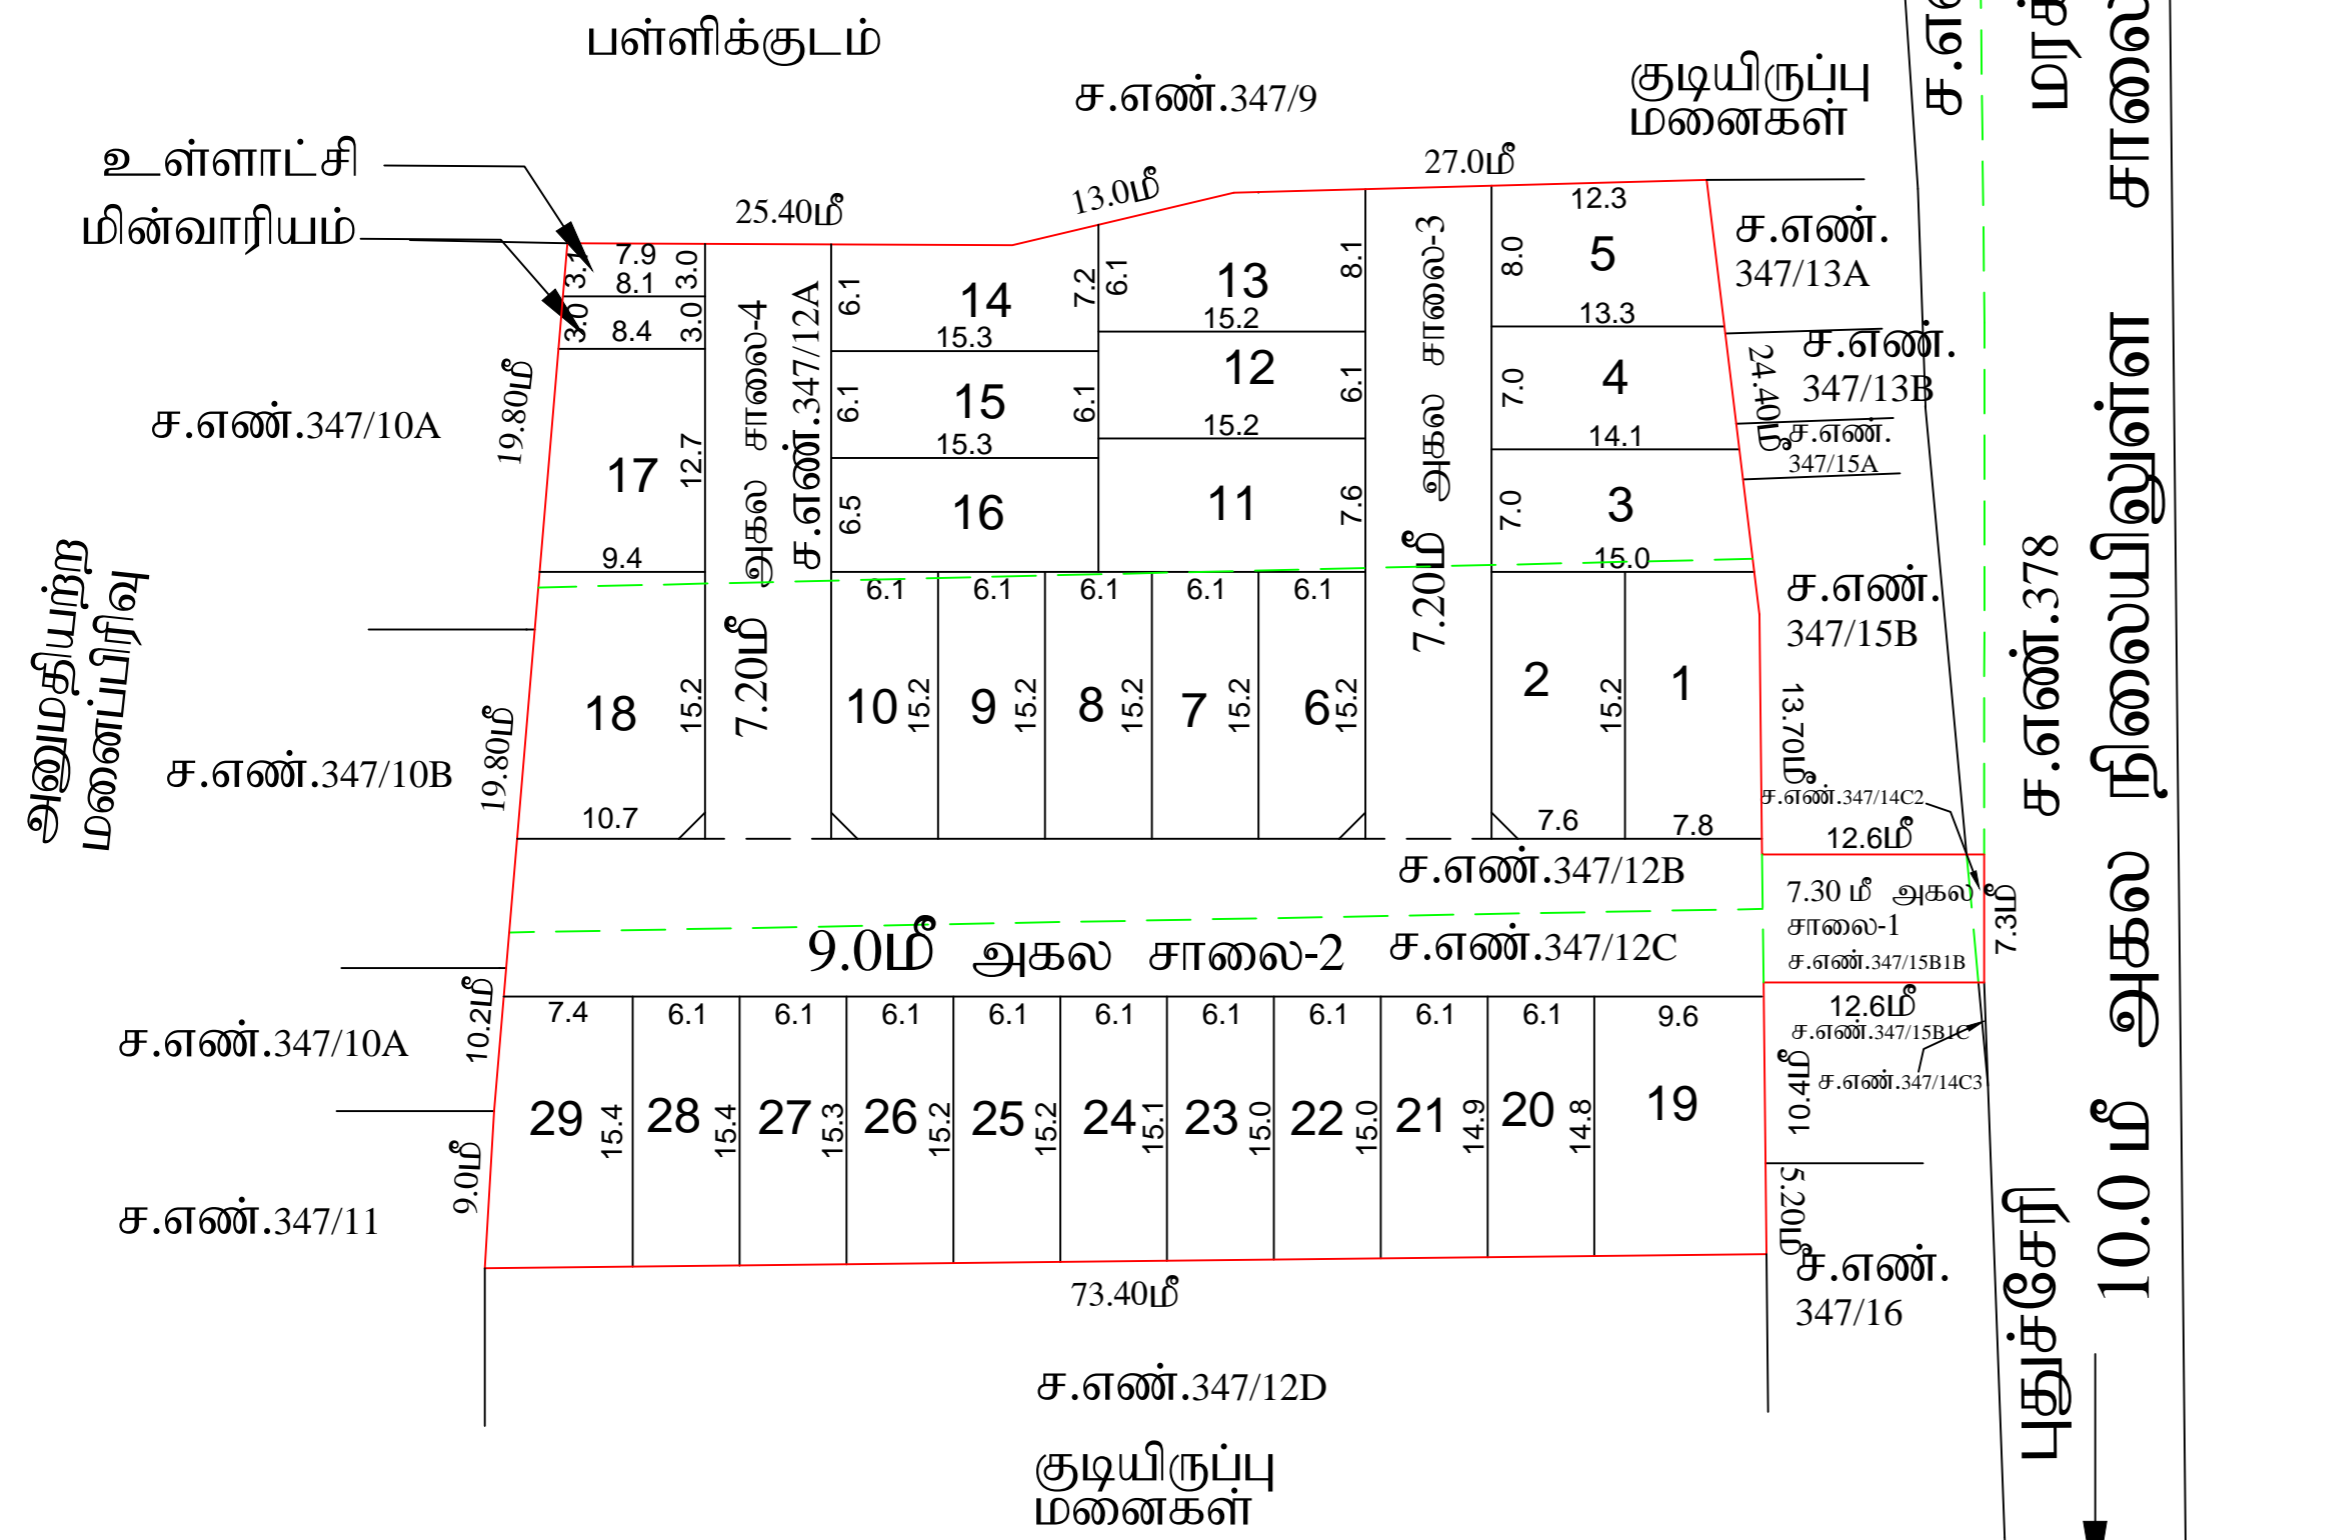 பள்ளிக்குடம்
ச.எண்.347/9
குடியிருப்பு
மனைகள்
உள்ளாட்சி
மின்வாரியம்
25.40மீ
13.0மீ
27.0மீ
12.3
7.9
3.1
8.1
3.0
3.0
8.4
3.0
6.1
14
7.2
15.3
6.1
13
8.1
15.2
8.0
5
13.3
ச.எண்.
347/13A
ச.எண்.
347/13B
24.40மீ
ச.எண்.
347/15A
ச.எண்.347/10A
19.80மீ
17
12.7
9.4
7.20மீ அகல சாலை-4
ச.எண்.347/12A
6.1
15
6.1
15.3
12
6.1
15.2
7.20மீ அகல சாலை-3
7.0
4
14.1
6.5
16
11
7.6
7.0
3
15.0
அனுமதியற்ற
மனைப்பிரிவு
6.1
6.1
6.1
6.1
6.1
ச.எண்.
347/15B
18
15.2
10
15.2
9
15.2
8
15.2
7
15.2
6
15.2
2
15.2
1
13.70மீ
ச.எண்.347/10B
19.80மீ
10.7
7.6
7.8
ச.எண்.347/14C2
12.6மீ
ச.எண்.347/12B
7.30 மீ அகல
சாலை-1
ச.எண்.347/15B1B
7.3மீ
9.0மீ அகல சாலை-2
ச.எண்.347/12C
10.2மீ
7.4
6.1
6.1
6.1
6.1
6.1
6.1
6.1
6.1
6.1
9.6
12.6மீ
ச.எண்.347/15B1C
ச.எண்.347/14C3
ச.எண்.347/10A
29
15.4
28
15.4
27
15.3
26
15.2
25
15.2
24
15.1
23
15.0
22
15.0
21
14.9
20
14.8
19
10.4மீ
9.0மீ
5.20மீ
ச.எண்.347/11
73.40மீ
ச.எண்.
347/16
ச.எண்.347/12D
குடியிருப்பு
மனைகள்
ச.எண்.378
புதுச்சேரி
10.0 மீ அகல நிலையிலுள்ள சாலை